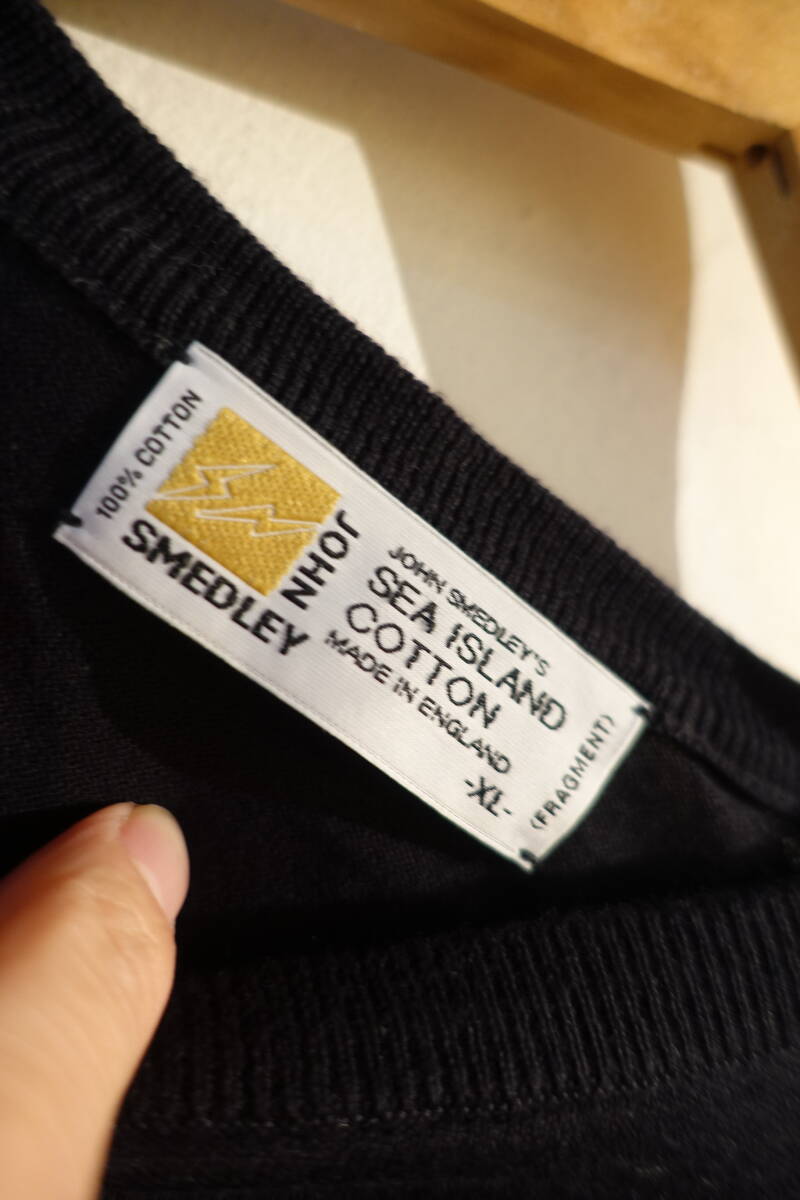 100% COTTON
JOHN
SMEDLEY
JOHN SMEDLEY'S
SEA ISLAND
COTTON
MADE IN ENGLAND
-XL-
(FRAGMENT)